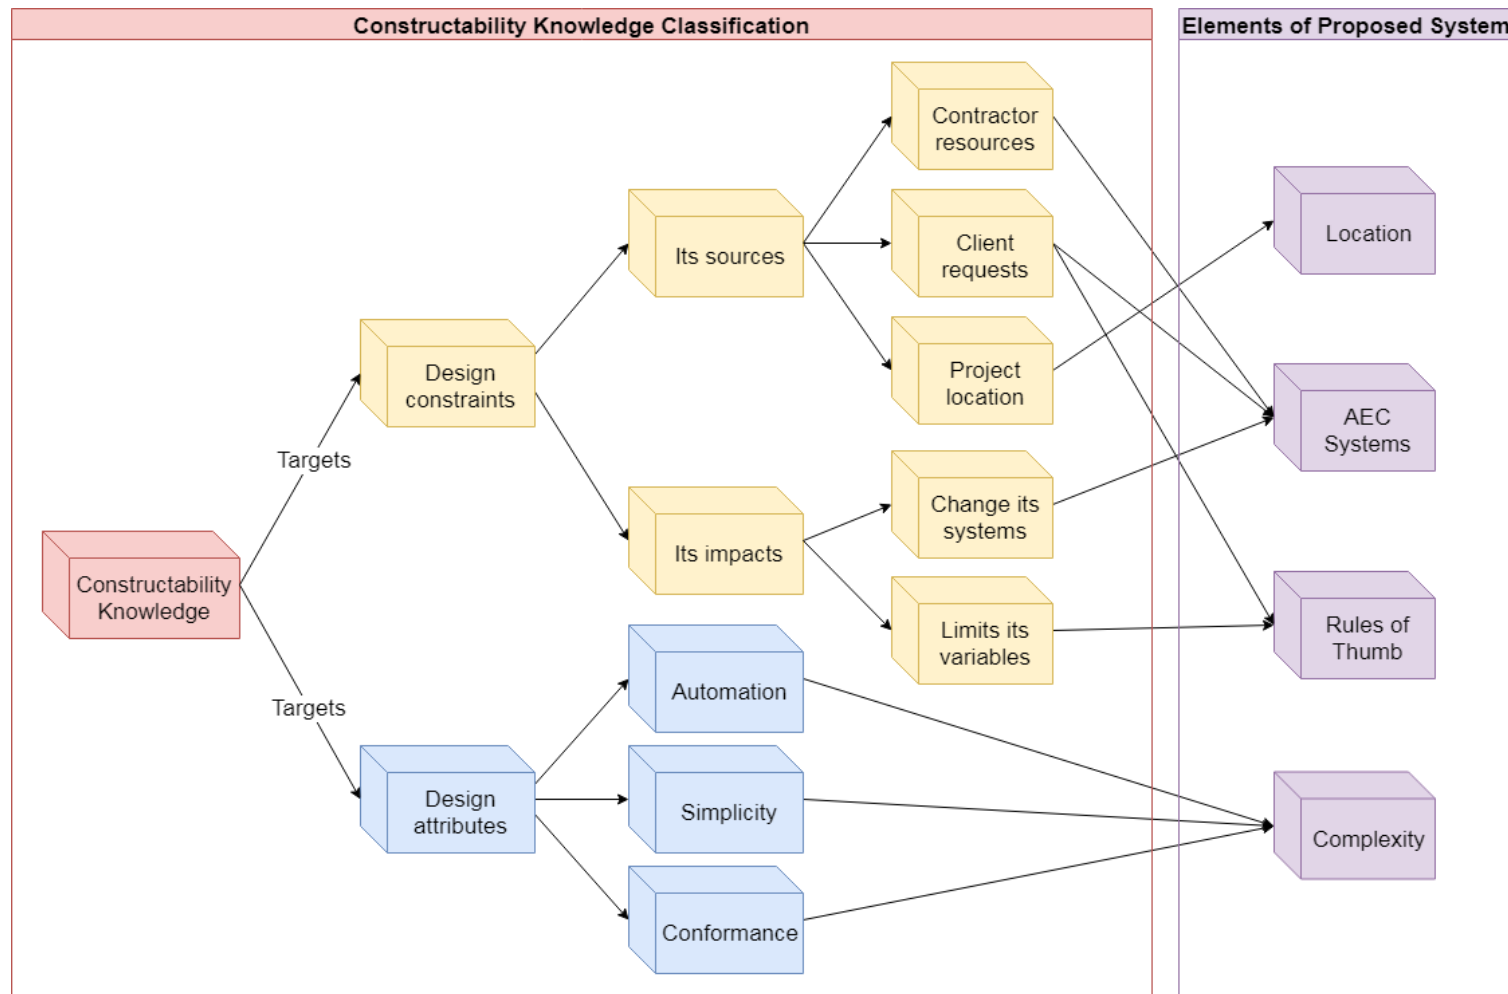 Constructability Knowledge Classification
Elements of Proposed System
Contractor
resources
Client
requests
Its sources
Location
Project
location
Design
constraints
AEC
Systems
Targets
Change its
systems
Its impacts
Constructability
Knowledge
Limits its
variables
Rules of
Thumb
Targets
Automation
Design
attributes
Simplicity
Complexity
Conformance